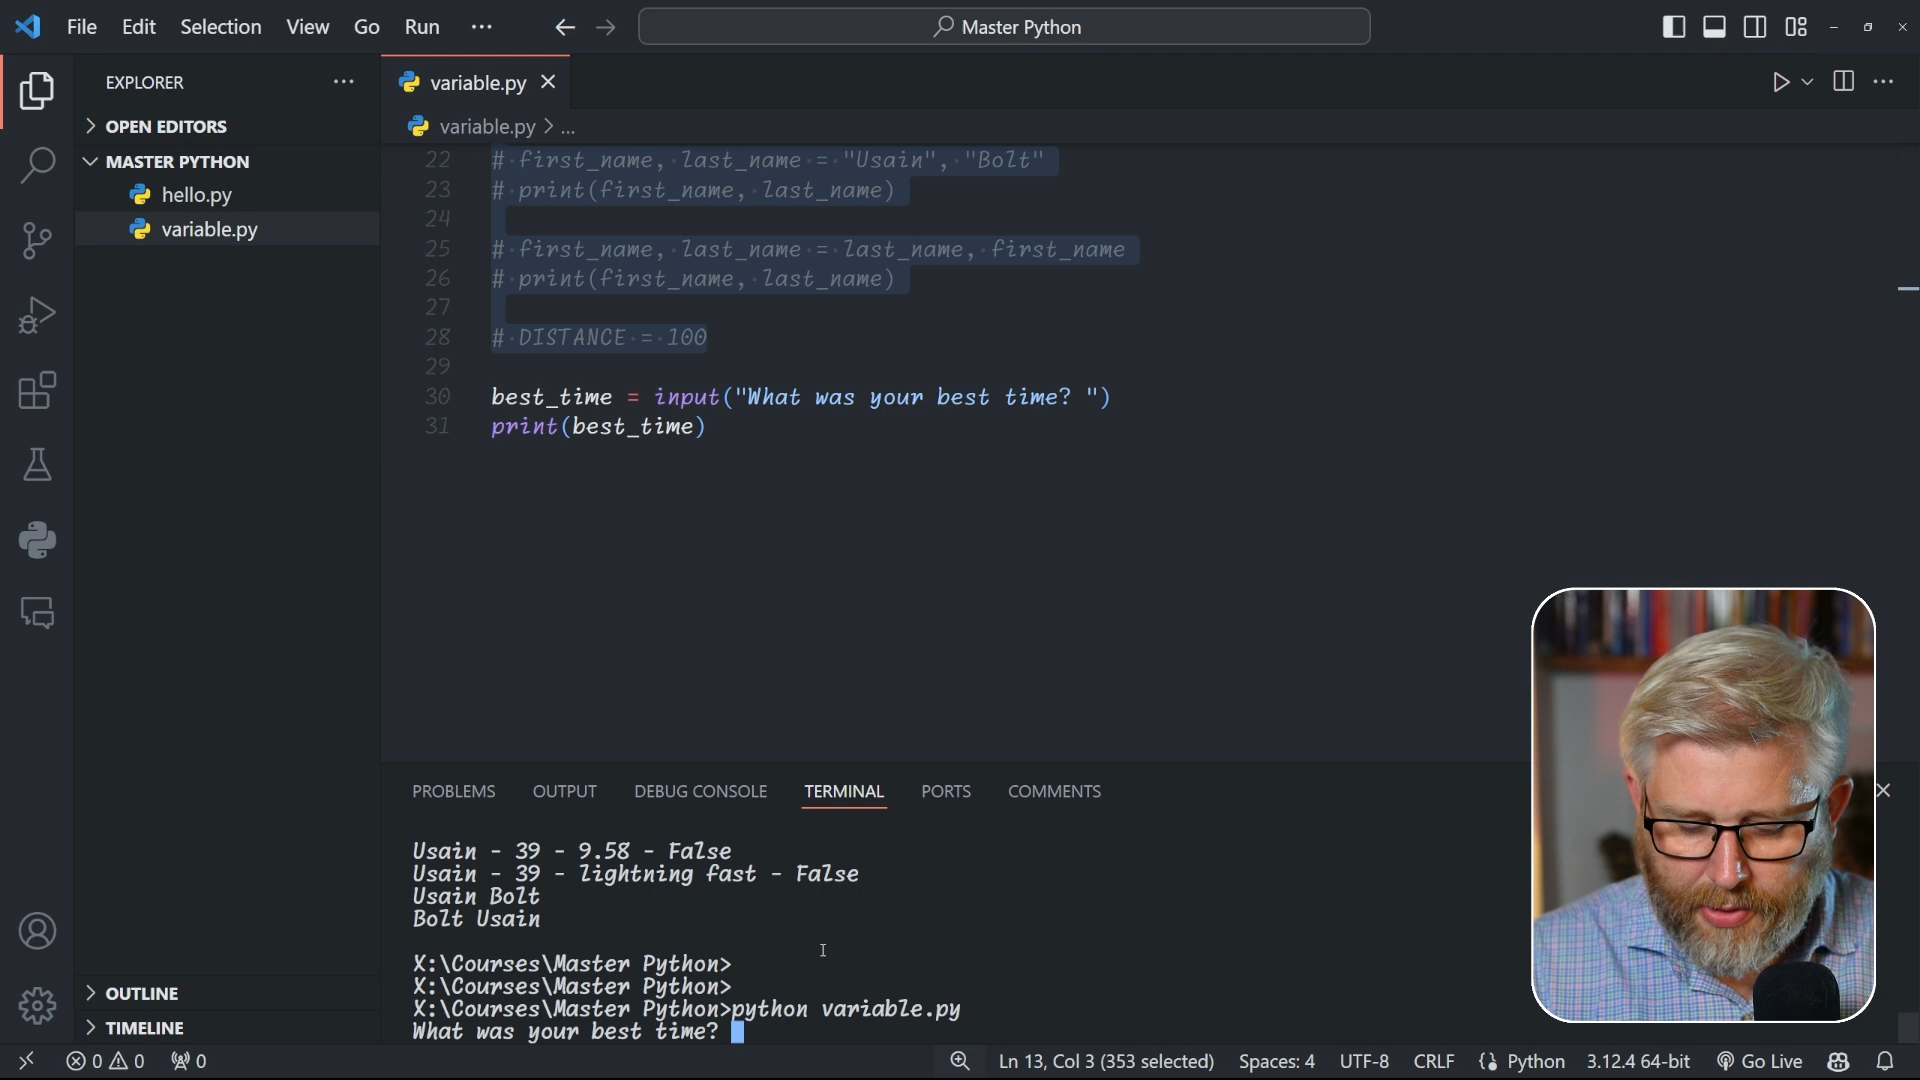 File Edit Selection View Go Run ···
Master Python
EXPLORER ···
variable.py
OPEN EDITORS
variable.py > ...
MASTER PYTHON
hello.py
variable.py
22 # first_name, last_name = "Usain", "Bolt"
23 # print(first_name, last_name)
24
25 # first_name, last_name = last_name, first_name
26 # print(first_name, last_name)
27
28 # DISTANCE = 100
29
30 best_time = input("What was your best time? ")
31 print(best_time)
PROBLEMS OUTPUT DEBUG CONSOLE TERMINAL PORTS COMMENTS
Usain - 39 - 9.58 - False
Usain - 39 - lightning fast - False
Usain Bolt
Bolt Usain
X:\Courses\Master Python>
X:\Courses\Master Python>
X:\Courses\Master Python>python variable.py
What was your best time?
OUTLINE
TIMELINE
0 0 0 Ln 13, Col 3 (353 selected) Spaces: 4 UTF-8 CRLF Python 3.12.4 64-bit Go Live